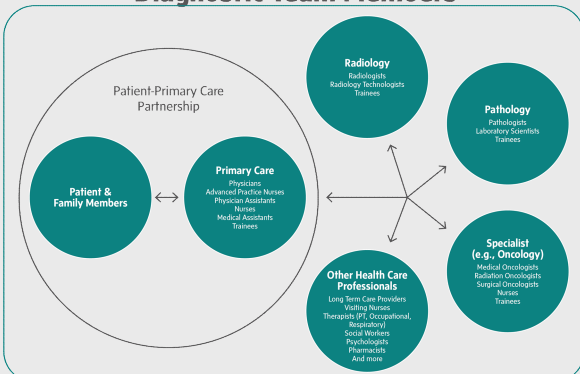 Diagnostic Team Members
Patient-Primary Care
Partnership
Patient &
Family Members
Primary Care
Physicians
Advanced Practice Nurses
Physician Assistants
Nurses
Medical Assistants
Trainees
Radiology
Radiologists
Radiology Technologists
Trainees
Pathology
Pathologists
Laboratory Scientists
Trainees
Specialist
(e.g., Oncology)
Medical Oncologists
Radiation Oncologists
Surgical Oncologists
Nurses
Trainees
Other Health Care
Professionals
Long Term Care Providers
Visiting Nurses
Therapists (PT, Occupational,
Respiratory)
Social Workers
Psychologists
Pharmacists
And more